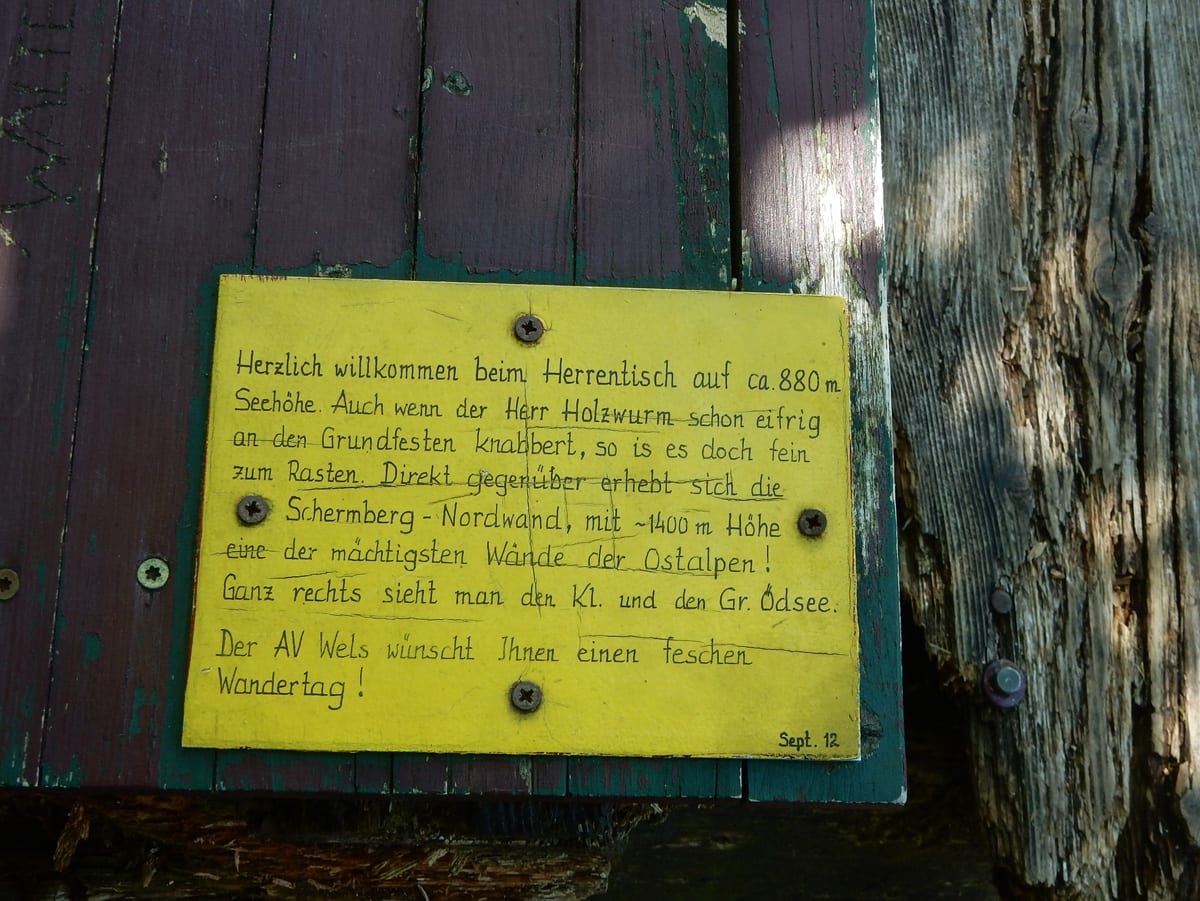 WALTE
Herzlich willkommen beim Herrentisch auf ca. 880 m
Seehöhe. Auch wenn der Herr Holzwurm schon eifrig
an den Grundfesten knabbert, so is es doch fein
zum Rasten. Direkt gegenüber erhebt sich die
Schermberg - Nordwand, mit ~1400 m Höhe
eine der mächtigsten Wände der Ostalpen!
Ganz rechts sieht man den Kl. und den Gr. Ödsee.
Der AV Wels wünscht Ihnen einen feschen
Wandertag!
Sept. 12